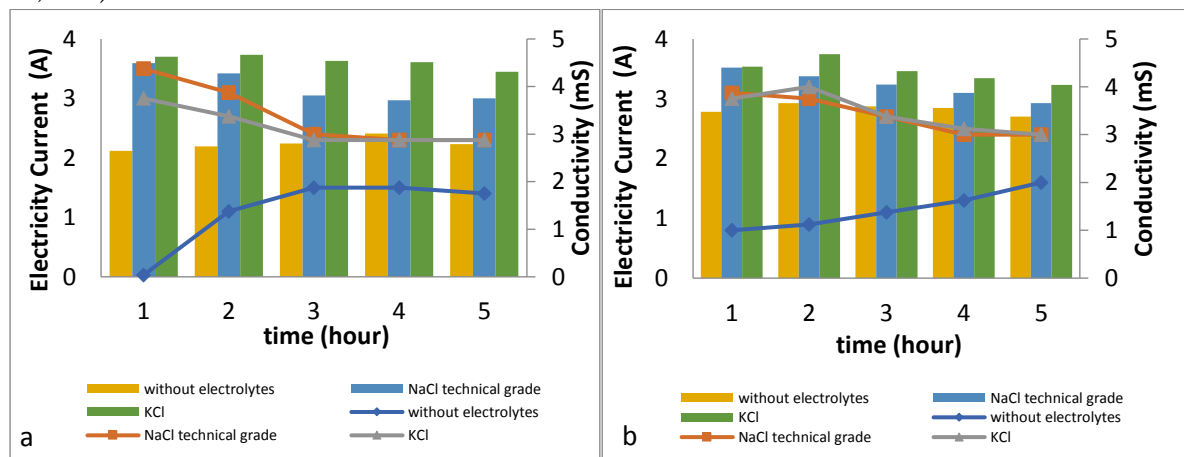 4
3
2
1
0
Electricity Current (A)
5
4
3
2
1
0
Conductivity (mS)
1 2 3 4 5
time (hour)
without electrolytes
NaCl technical grade
KCl
without electrolytes
NaCl technical grade
KCl
a
4
3
2
1
0
Electricity Current (A)
5
4
3
2
1
0
Conductivity (mS)
1 2 3 4 5
time (hour)
without electrolytes
NaCl technical grade
KCl
without electrolytes
NaCl technical grade
KCl
b